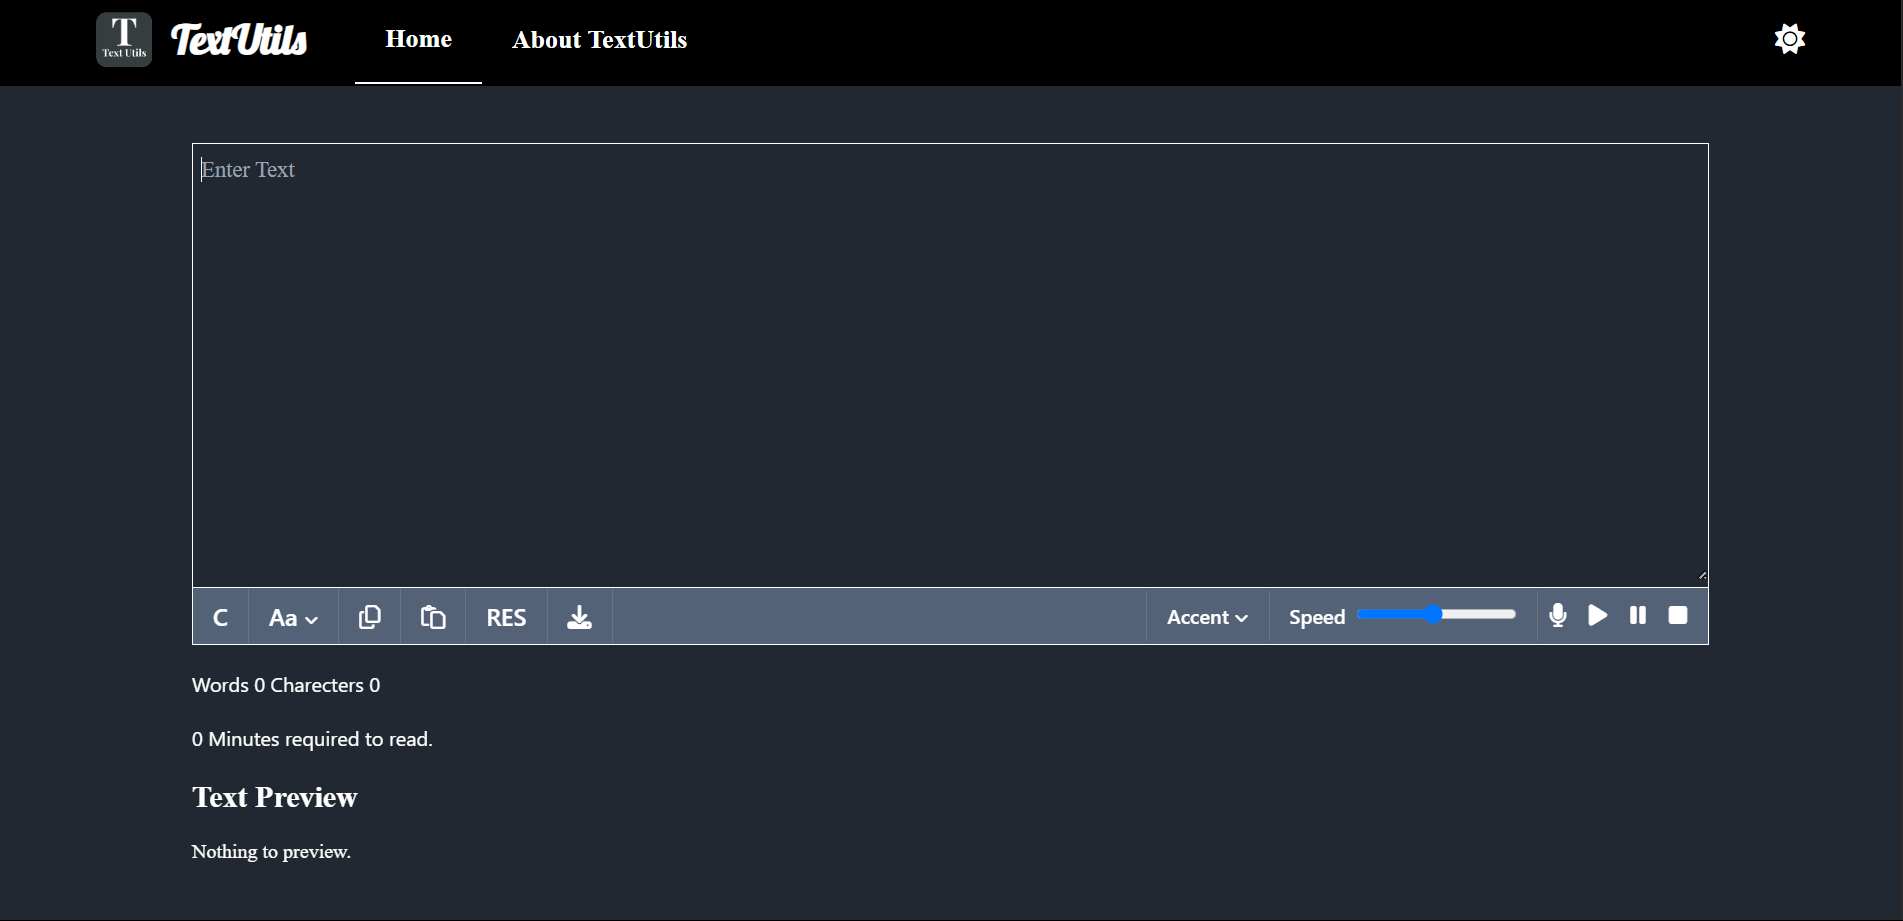 T
Text Utils
TextUtils
Home
About TextUtils
Enter Text
C
Aa
RES
Accent
Speed
Words 0 Charecters 0
0 Minutes required to read.
Text Preview
Nothing to preview.